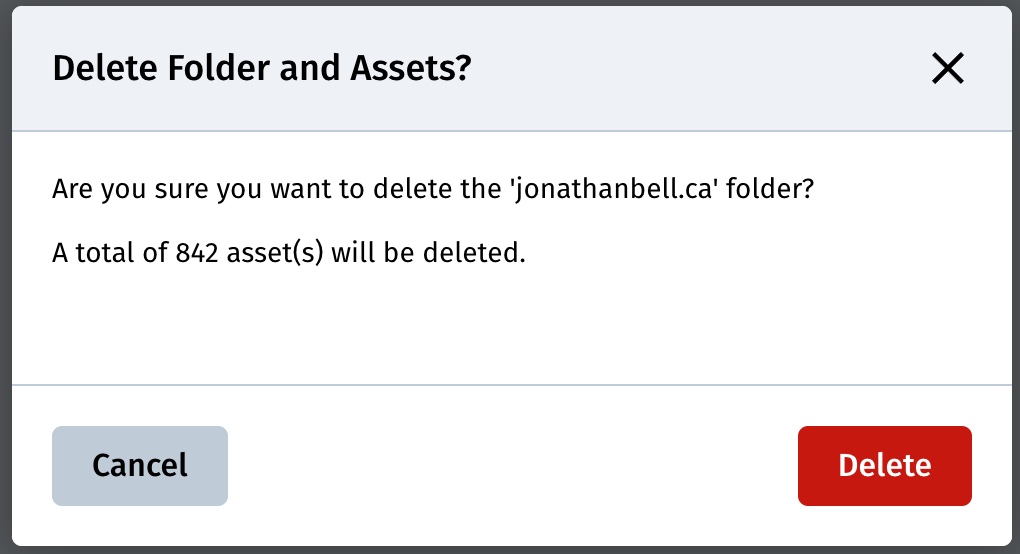 Delete Folder and Assets?
Are you sure you want to delete the 'jonathanbell.ca' folder?
A total of 842 asset(s) will be deleted.
Cancel
Delete